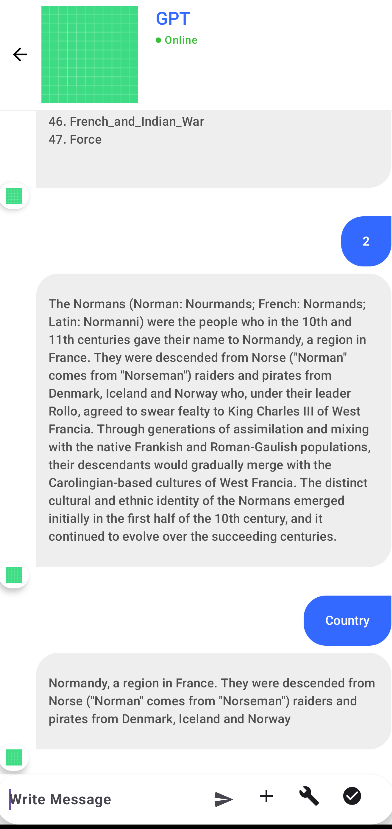 GPT
Online
46. French_and_Indian_War
47. Force
2
The Normans (Norman: Nourmands; French: Normands;
Latin: Normanni) were the people who in the 10th and
11th centuries gave their name to Normandy, a region in
France. They were descended from Norse ("Norman"
comes from "Norseman") raiders and pirates from
Denmark, Iceland and Norway who, under their leader
Rollo, agreed to swear fealty to King Charles III of West
Francia. Through generations of assimilation and mixing
with the native Frankish and Roman-Gaulish populations,
their descendants would gradually merge with the
Carolingian-based cultures of West Francia. The distinct
cultural and ethnic identity of the Normans emerged
initially in the first half of the 10th century, and it
continued to evolve over the succeeding centuries.
Country
Normandy, a region in France. They were descended from
Norse ("Norman" comes from "Norseman") raiders and
pirates from Denmark, Iceland and Norway
Write Message